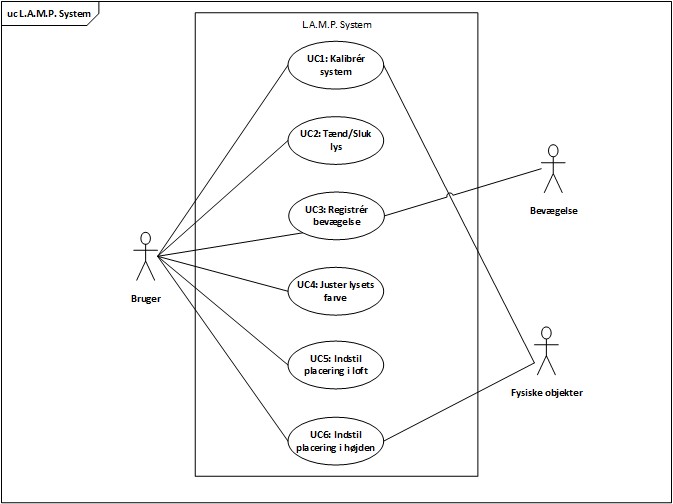 uc L.A.M.P. System
L.A.M.P. System
UC1: Kalibrér
system
UC2: Tænd/Sluk
lys
UC3: Registrér
bevægelse
Bevægelse
Bruger
UC4: Juster lysets
farve
UC5: Indstil
placering i loft
Fysiske objekter
UC6: Indstil
placering i højden